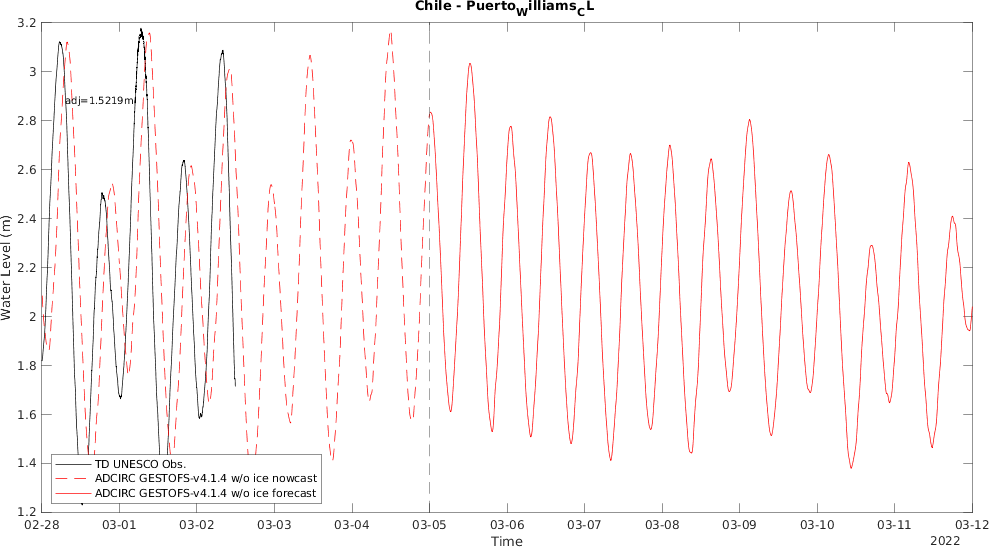 Chile - PuertoWilliamsCL
3.2
3
2.8
2.6
2.4
2.2
2
1.8
1.6
1.4
1.2
Water Level (m)
adj=1.5219m
TD UNESCO Obs.
ADCIRC GESTOFS-v4.1.4 w/o ice nowcast
ADCIRC GESTOFS-v4.1.4 w/o ice forecast
02-28 03-01 03-02 03-03 03-04 03-05 03-06 03-07 03-08 03-09 03-10 03-11 03-12
Time
2022